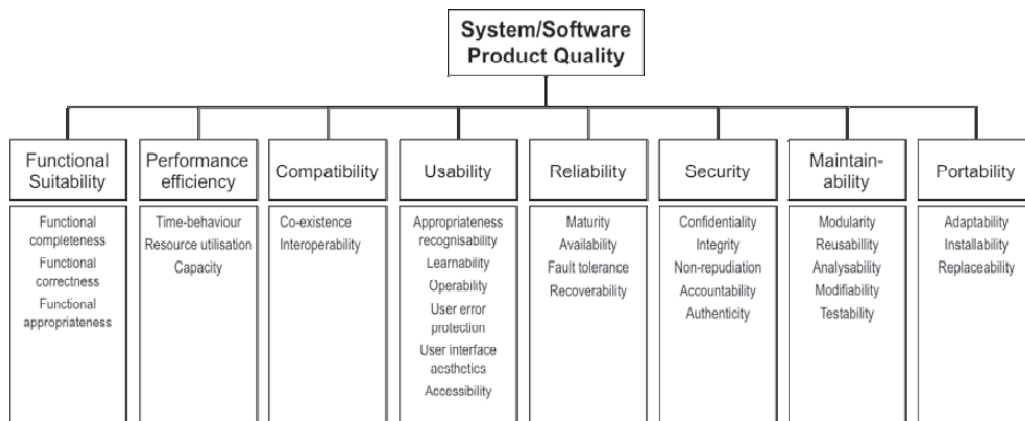 System/Software
Product Quality
Functional
Suitability
Performance
efficiency
Compatibility
Usability
Reliability
Security
Maintain-
ability
Portability
Functional
completeness
Functional
correctness
Functional
appropriateness
Time-behaviour
Resource utilisation
Capacity
Co-existence
Interoperability
Appropriateness
recognisability
Learnability
Operability
User error
protection
User interface
aesthetics
Accessibility
Maturity
Availability
Fault tolerance
Recoverability
Confidentiality
Integrity
Non-repudiation
Accountability
Authenticity
Modularity
Reusabillity
Analysability
Modifiability
Testability
Adaptability
Installability
Replaceability